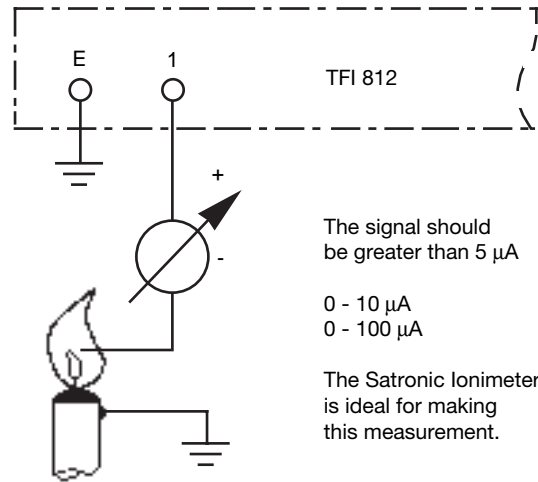 E
1
TFI 812
+
-
The signal should
be greater than 5 µA
0 - 10 µA
0 - 100 µA
The Satronic Ionimeter
is ideal for making
this measurement.